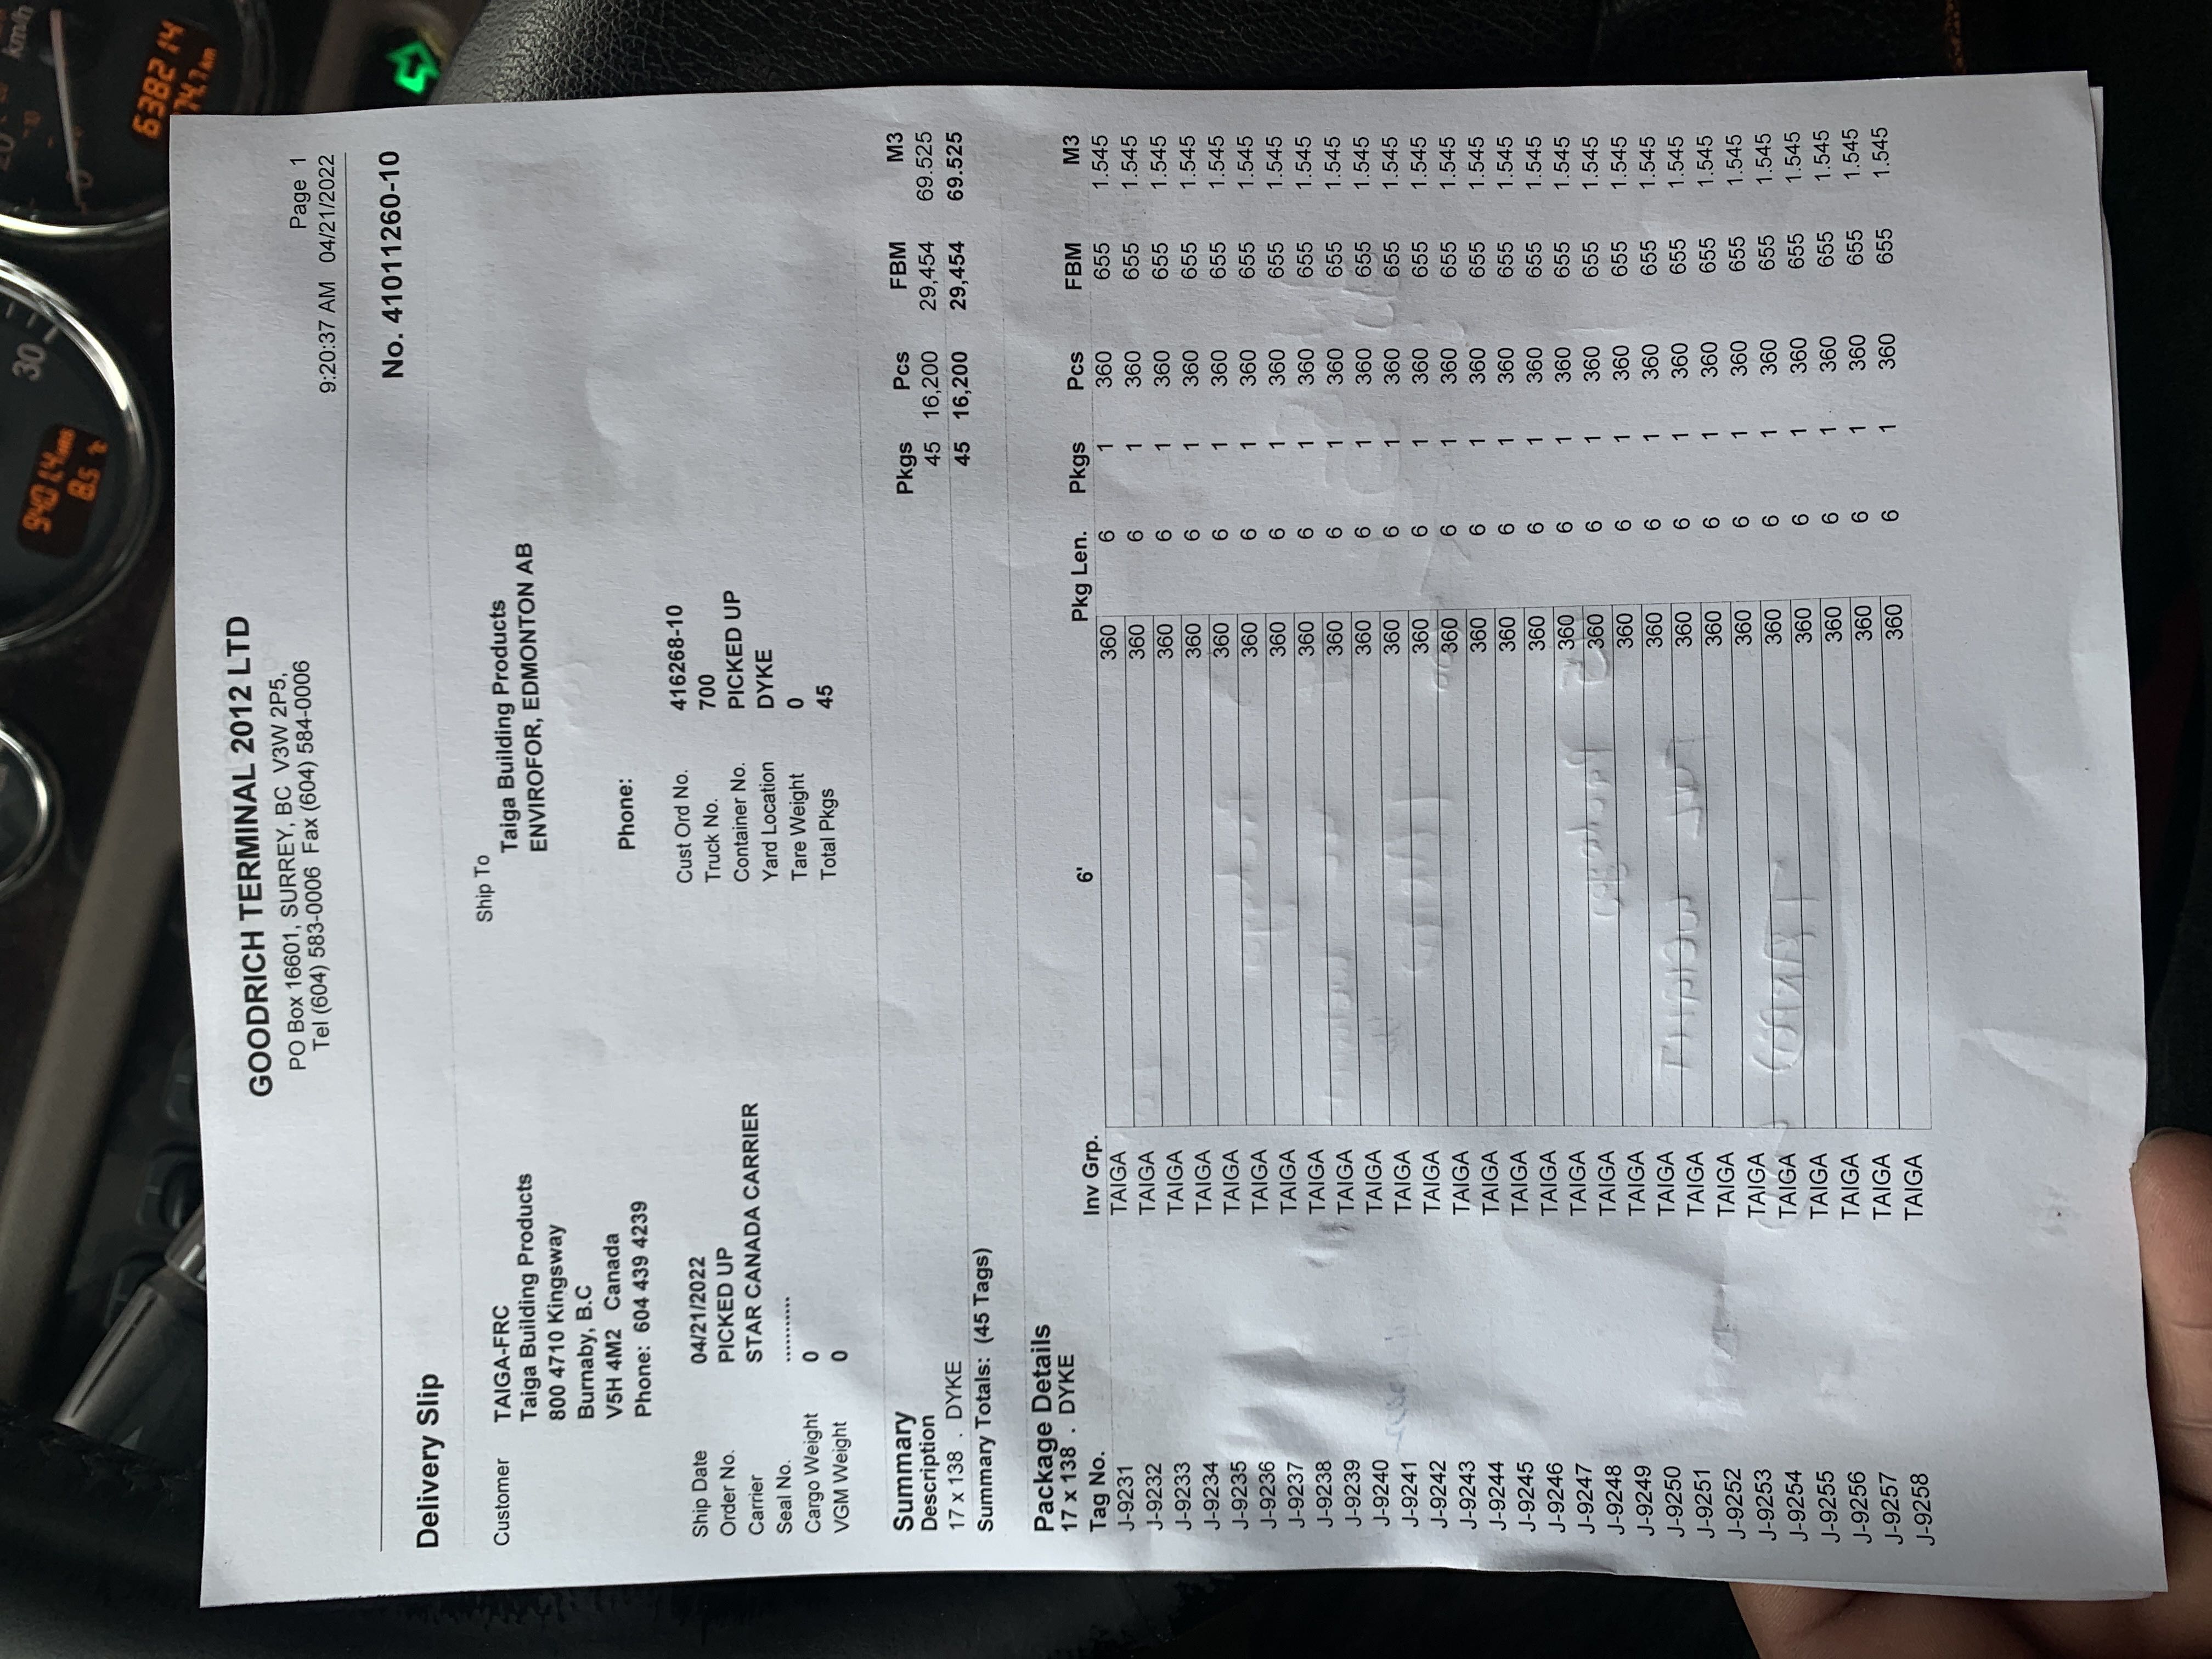 30
km/h
9401.4 kms
8.5 °C
638214
74.7 km
GOODRICH TERMINAL 2012 LTD
PO Box 16601, SURREY, BC V3W 2P5,
Tel (604) 583-0006 Fax (604) 584-0006
Page 1
9:20:37 AM 04/21/2022
No. 41011260-10
Delivery Slip
Customer TAIGA-FRC
Taiga Building Products
800 4710 Kingsway
Burnaby, B.C
V5H 4M2 Canada
Phone: 604 439 4239
Ship To
Taiga Building Products
ENVIROFOR, EDMONTON AB
Phone:
Ship Date 04/21/2022
Order No. PICKED UP
Carrier STAR CANADA CARRIER
Seal No. ...........
Cargo Weight 0
VGM Weight 0
Cust Ord No. 416268-10
Truck No. 700
Container No. PICKED UP
Yard Location DYKE
Tare Weight 0
Total Pkgs 45
Summary
Description Pkgs Pcs FBM M3
17 x 138 . DYKE 45 16,200 29,454 69.525
Summary Totals: (45 Tags) 45 16,200 29,454 69.525
Package Details
17 x 138 . DYKE
Tag No. Inv Grp. 6' Pkg Len. Pkgs Pcs FBM M3
J-9231 TAIGA 360 6 1 360 655 1.545
J-9232 TAIGA 360 6 1 360 655 1.545
J-9233 TAIGA 360 6 1 360 655 1.545
J-9234 TAIGA 360 6 1 360 655 1.545
J-9235 TAIGA 360 6 1 360 655 1.545
J-9236 TAIGA 360 6 1 360 655 1.545
J-9237 TAIGA 360 6 1 360 655 1.545
J-9238 TAIGA 360 6 1 360 655 1.545
J-9239 TAIGA 360 6 1 360 655 1.545
J-9240 TAIGA 360 6 1 360 655 1.545
J-9241 TAIGA 360 6 1 360 655 1.545
J-9242 TAIGA 360 6 1 360 655 1.545
J-9243 TAIGA 360 6 1 360 655 1.545
J-9244 TAIGA 360 6 1 360 655 1.545
J-9245 TAIGA 360 6 1 360 655 1.545
J-9246 TAIGA 360 6 1 360 655 1.545
J-9247 TAIGA 360 6 1 360 655 1.545
J-9248 TAIGA 360 6 1 360 655 1.545
J-9249 TAIGA 360 6 1 360 655 1.545
J-9250 TAIGA 360 6 1 360 655 1.545
J-9251 TAIGA 360 6 1 360 655 1.545
J-9252 TAIGA 360 6 1 360 655 1.545
J-9253 TAIGA 360 6 1 360 655 1.545
J-9254 TAIGA 360 6 1 360 655 1.545
J-9255 TAIGA 360 6 1 360 655 1.545
J-9256 TAIGA 360 6 1 360 655 1.545
J-9257 TAIGA 360 6 1 360 655 1.545
J-9258 TAIGA 360 6 1 360 655 1.545